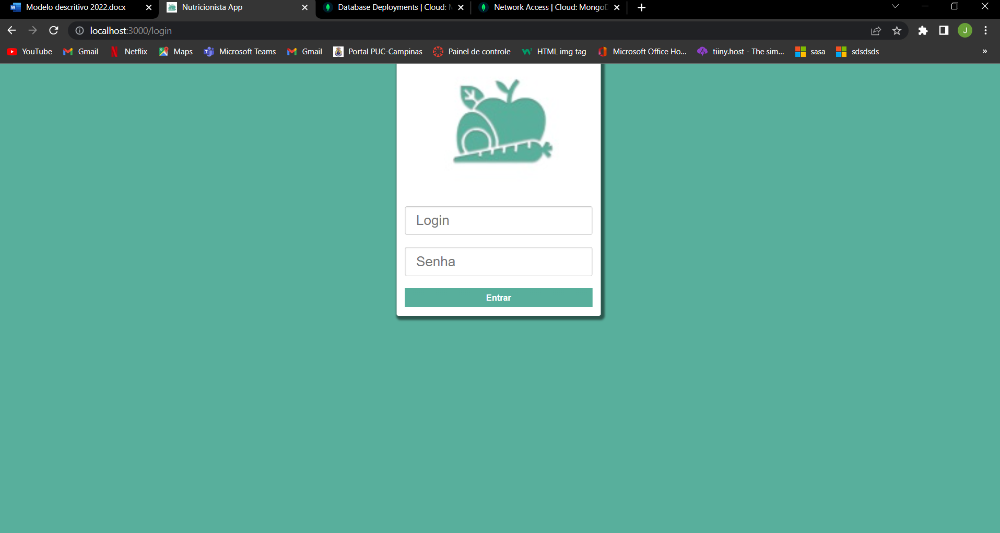 Modelo descritivo 2022.docx
Nutricionista App
Database Deployments | Cloud: M
Network Access | Cloud: MongoD
localhost:3000/login
J
YouTube
Gmail
Netflix
Maps
Microsoft Teams
Gmail
Portal PUC-Campinas
Painel de controle
HTML img tag
Microsoft Office Ho...
tiiny.host - The sim...
sasa
sdsdsds
»
Login
Senha
Entrar